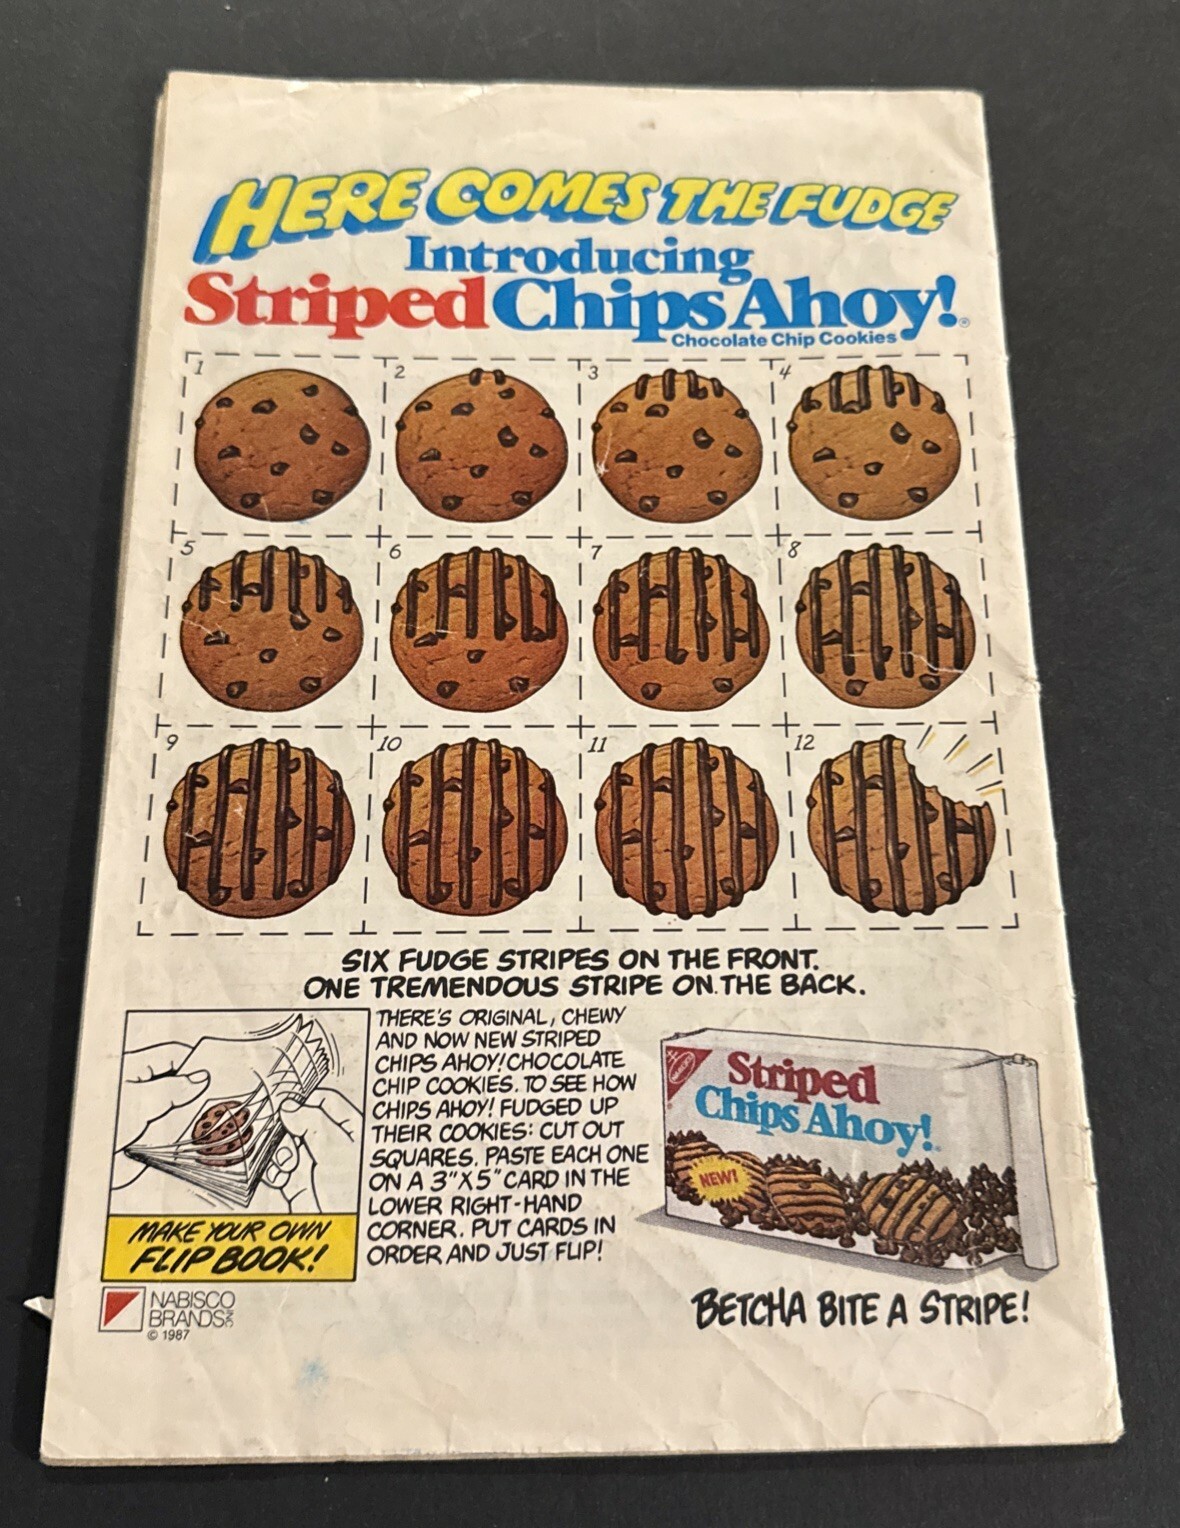 HERE COMES THE FUDGE
Introducing
Striped Chips Ahoy!®
Chocolate Chip Cookies
1 2 3 4
5 6 7 8
9 10 11 12
SIX FUDGE STRIPES ON THE FRONT.
ONE TREMENDOUS STRIPE ON THE BACK.
THERE'S ORIGINAL, CHEWY
AND NOW NEW STRIPED
CHIPS AHOY! CHOCOLATE
CHIP COOKIES. TO SEE HOW
CHIPS AHOY! FUDGED UP
THEIR COOKIES: CUT OUT
SQUARES. PASTE EACH ONE
ON A 3"X5" CARD IN THE
LOWER RIGHT-HAND
CORNER. PUT CARDS IN
ORDER AND JUST FLIP!
MAKE YOUR OWN
FLIP BOOK!
NABISCO
Striped
Chips Ahoy!
NEW!
NABISCO
BRANDS INC
© 1987
BETCHA BITE A STRIPE!